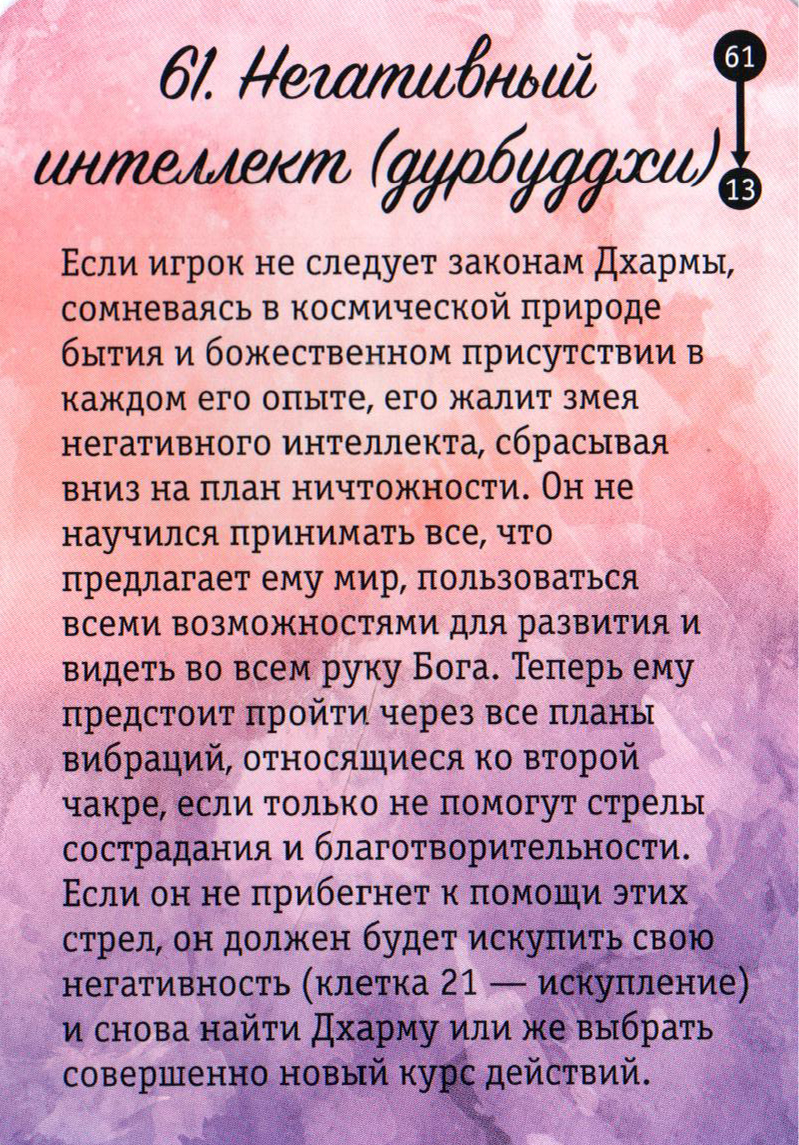 61. Негативный
интеллект (дурбуддхи)
61
13
Если игрок не следует законам Дхармы,
сомневаясь в космической природе
бытия и божественном присутствии в
каждом его опыте, его жалит змея
негативного интеллекта, сбрасывая
вниз на план ничтожности. Он не
научился принимать все, что
предлагает ему мир, пользоваться
всеми возможностями для развития и
видеть во всем руку Бога. Теперь ему
предстоит пройти через все планы
вибраций, относящиеся ко второй
чакре, если только не помогут стрелы
сострадания и благотворительности.
Если он не прибегнет к помощи этих
стрел, он должен будет искупить свою
негативность (клетка 21 — искупление)
и снова найти Дхарму или же выбрать
совершенно новый курс действий.